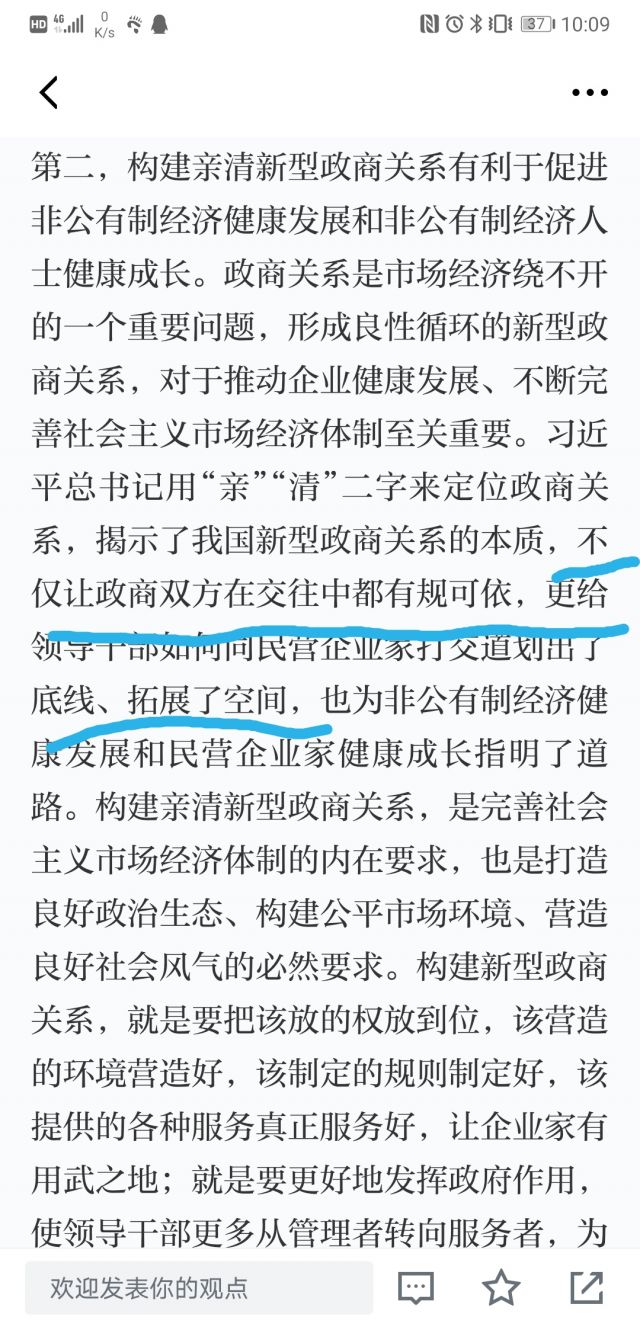 HD 4G 0 K/s 37 10:09
第二，构建亲清新型政商关系有利于促进
非公有制经济健康发展和非公有制经济人
士健康成长。政商关系是市场经济绕不开
的一个重要问题，形成良性循环的新型政
商关系，对于推动企业健康发展、不断完
善社会主义市场经济体制至关重要。习近
平总书记用“亲”“清”二字来定位政商关
系，揭示了我国新型政商关系的本质，不
仅让政商双方在交往中都有规可依，更给
领导干部如何同民营企业家打交道划出了
底线、拓展了空间，也为非公有制经济健
康发展和民营企业家健康成长指明了道
路。构建亲清新型政商关系，是完善社会
主义市场经济体制的内在要求，也是打造
良好政治生态、构建公平市场环境、营造
良好社会风气的必然要求。构建新型政商
关系，就是要把该放的权放到位，该营造
的环境营造好，该制定的规则制定好，该
提供的各种服务真正服务好，让企业家有
用武之地；就是要更好地发挥政府作用，
使领导干部更多从管理者转向服务者，为
欢迎发表你的观点